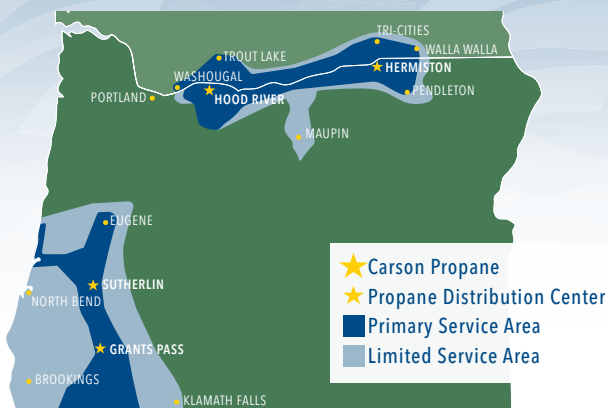 TRI-CITIES
TROUT LAKE
WALLA WALLA
WASHOUGAL
HERMISTON
PORTLAND
HOOD RIVER
PENDLETON
MAUPIN
EUGENE
SUTHERLIN
NORTH BEND
GRANTS PASS
BROOKINGS
KLAMATH FALLS
Carson Propane
Propane Distribution Center
Primary Service Area
Limited Service Area